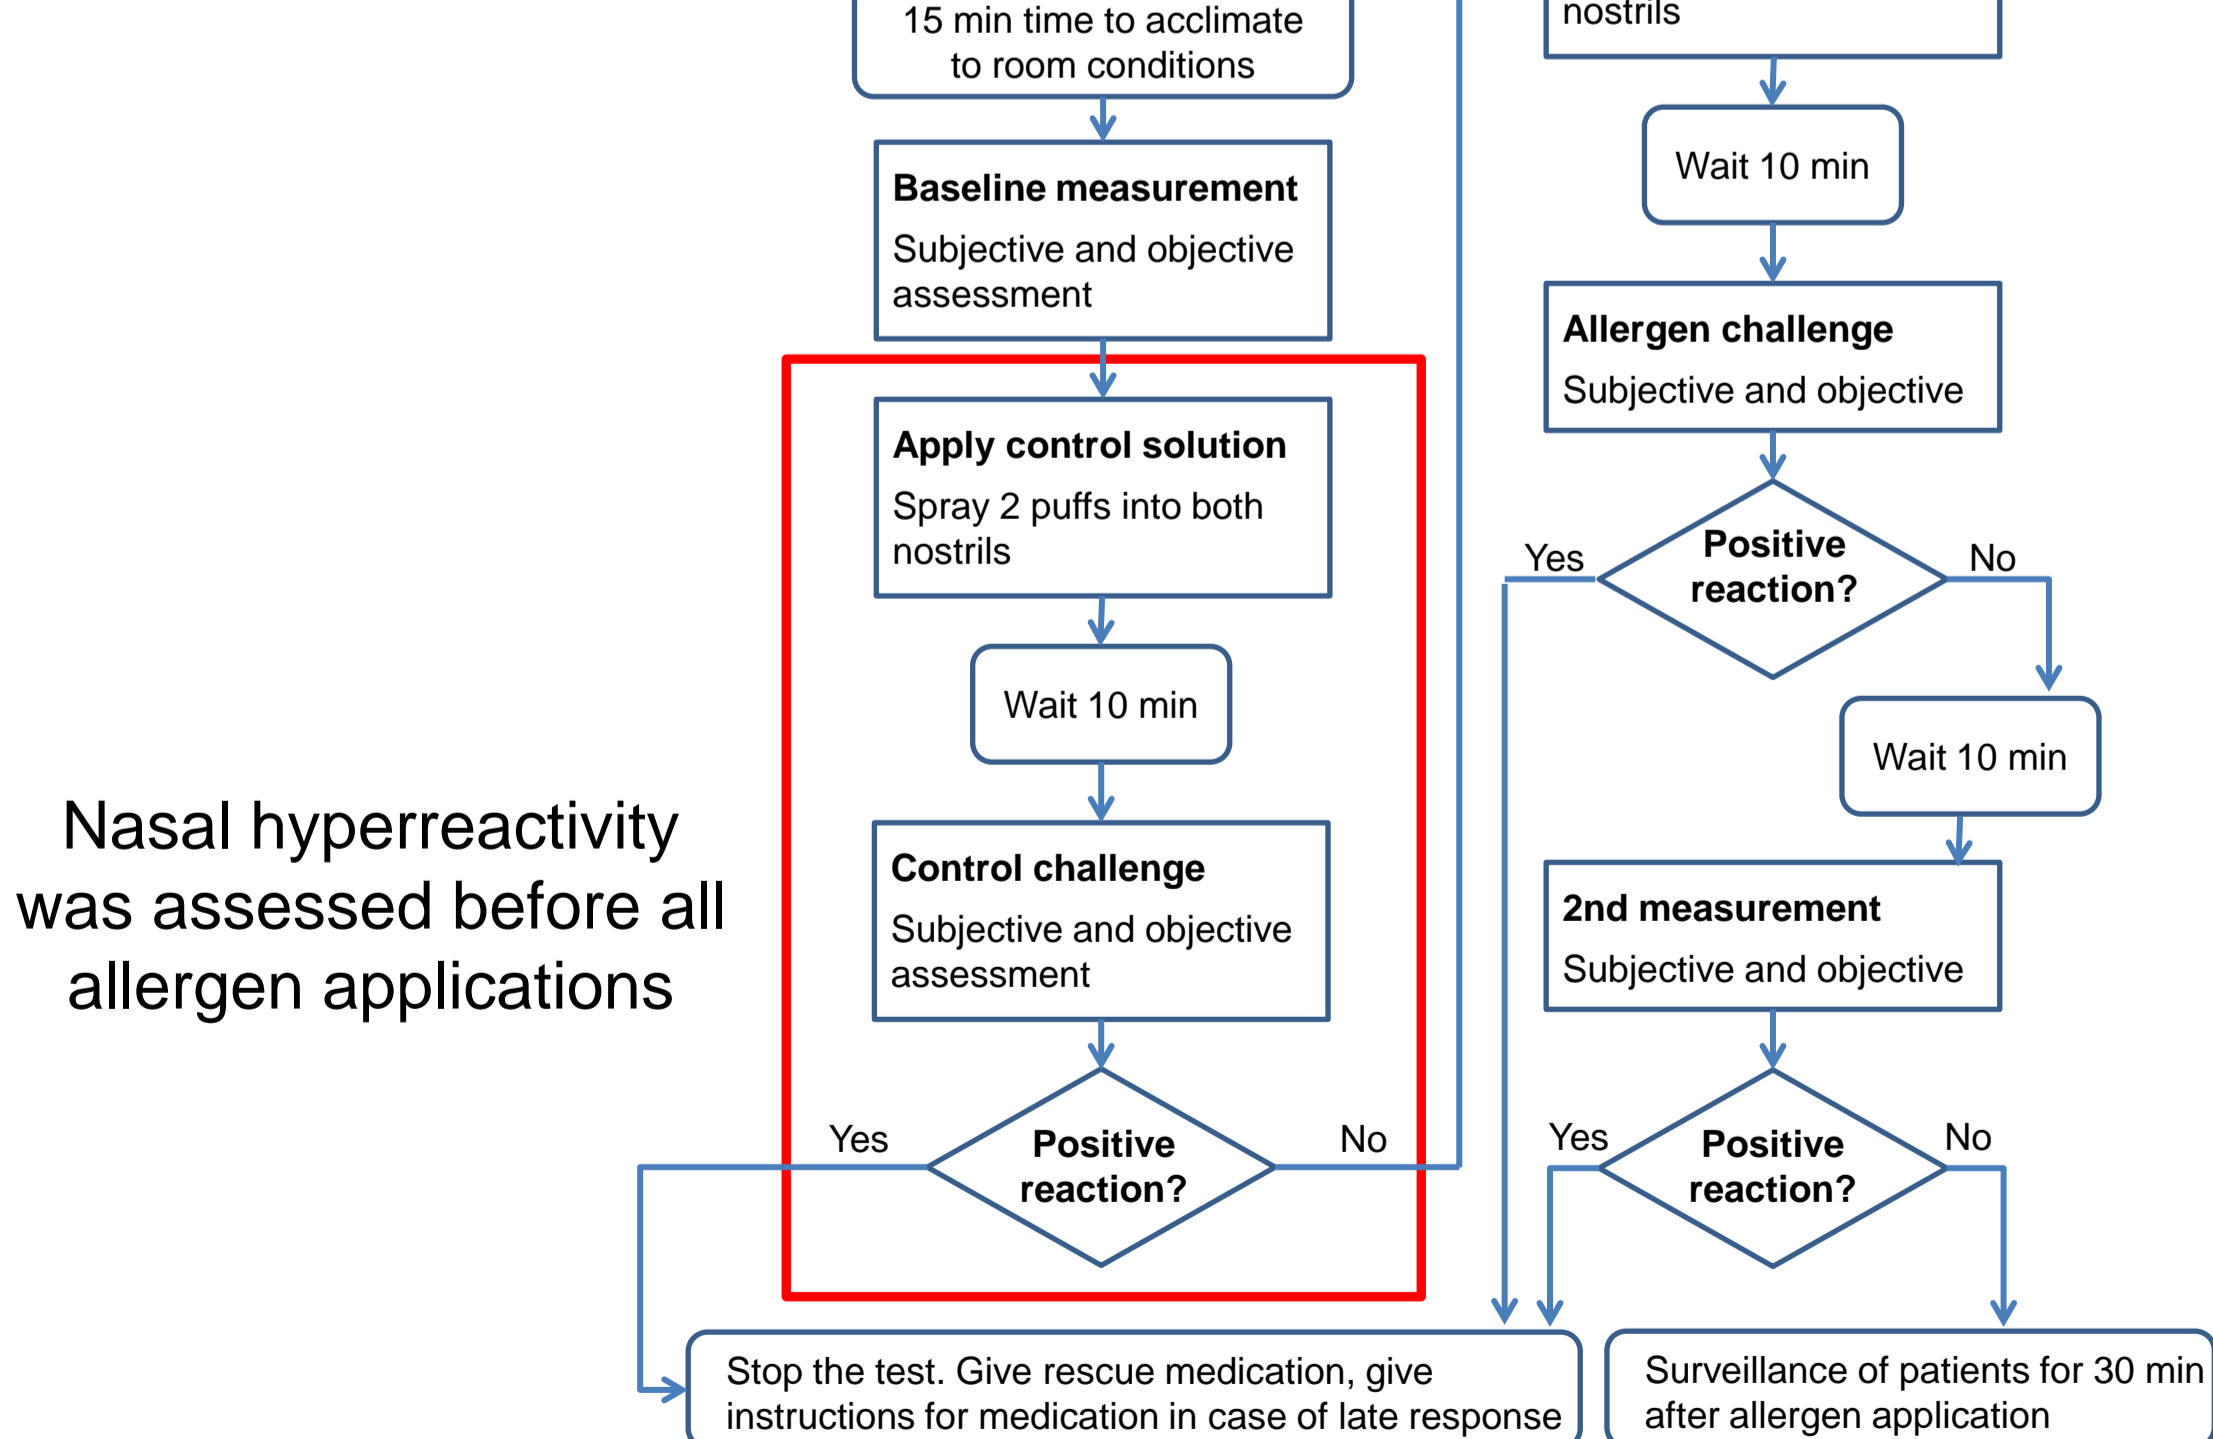 15 min time to acclimate
to room conditions
Baseline measurement
Subjective and objective
assessment
Apply control solution
Spray 2 puffs into both
nostrils
Wait 10 min
Control challenge
Subjective and objective
assessment
Yes
Positive
reaction?
No
Nasal hyperreactivity
was assessed before all
allergen applications
nostrils
Wait 10 min
Allergen challenge
Subjective and objective
Yes
Positive
reaction?
No
Wait 10 min
2nd measurement
Subjective and objective
Yes
Positive
reaction?
No
Stop the test. Give rescue medication, give
instructions for medication in case of late response
Surveillance of patients for 30 min
after allergen application